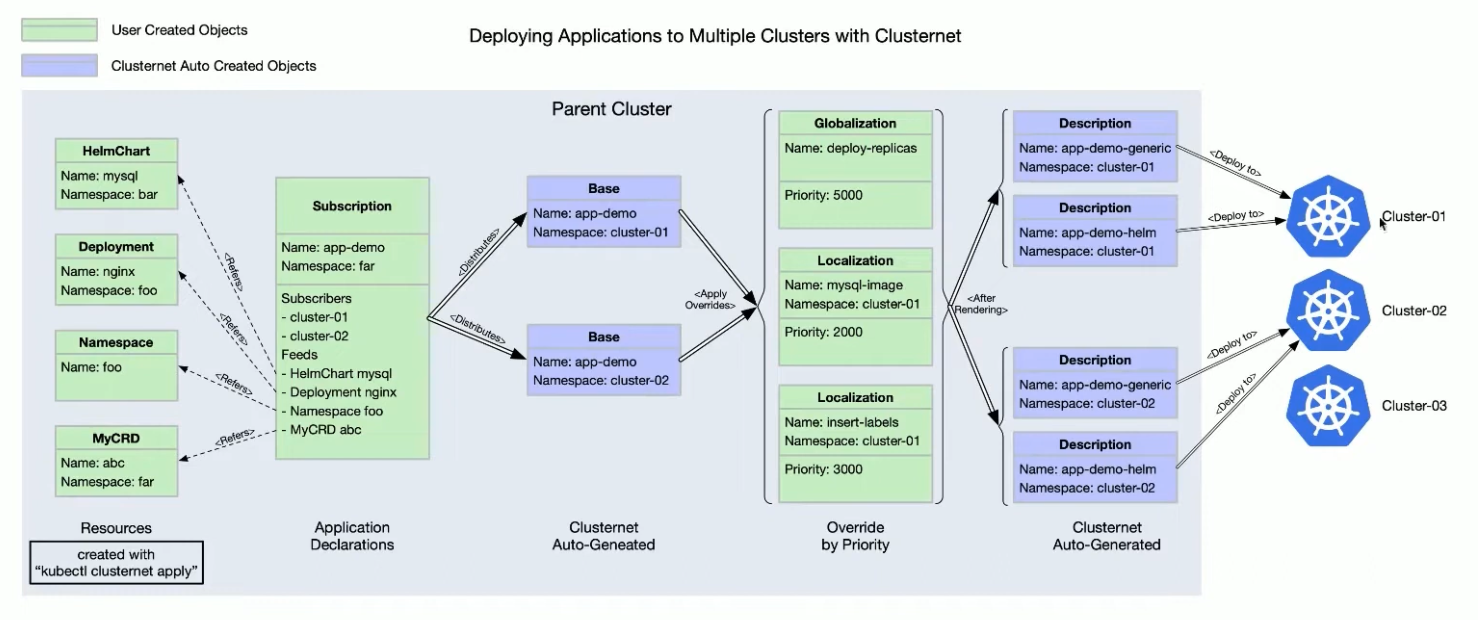 User Created Objects
Deploying Applications to Multiple Clusters with Clusternet
Clusternet Auto Created Objects
Parent Cluster
HelmChart
Name: mysql
Namespace: bar
Deployment
Name: nginx
Namespace: foo
Namespace
Name: foo
MyCRD
Name: abc
Namespace: far
Resources
created with
“kubectl clusternet apply”
<Refers>
<Refers>
<Refers>
<Refers>
Subscription
Name: app-demo
Namespace: far
Subscribers
- cluster-01
- cluster-02
Feeds
- HelmChart mysql
- Deployment nginx
- Namespace foo
- MyCRD abc
Application
Declarations
<Distributes>
<Distributes>
Base
Name: app-demo
Namespace: cluster-01
Base
Name: app-demo
Namespace: cluster-02
Clusternet
Auto-Geneated
<Apply
Overrides>
Globalization
Name: deploy-replicas
Priority: 5000
Localization
Name: mysql-image
Namespace: cluster-01
Priority: 2000
Localization
Name: insert-labels
Namespace: cluster-01
Priority: 3000
Override
by Priority
<After
Rendering>
Description
Name: app-demo-generic
Namespace: cluster-01
Description
Name: app-demo-helm
Namespace: cluster-01
Description
Name: app-demo-generic
Namespace: cluster-02
Description
Name: app-demo-helm
Namespace: cluster-02
Clusternet
Auto-Generated
<Deploy to>
<Deploy to>
<Deploy to>
<Deploy to>
Cluster-01
Cluster-02
Cluster-03